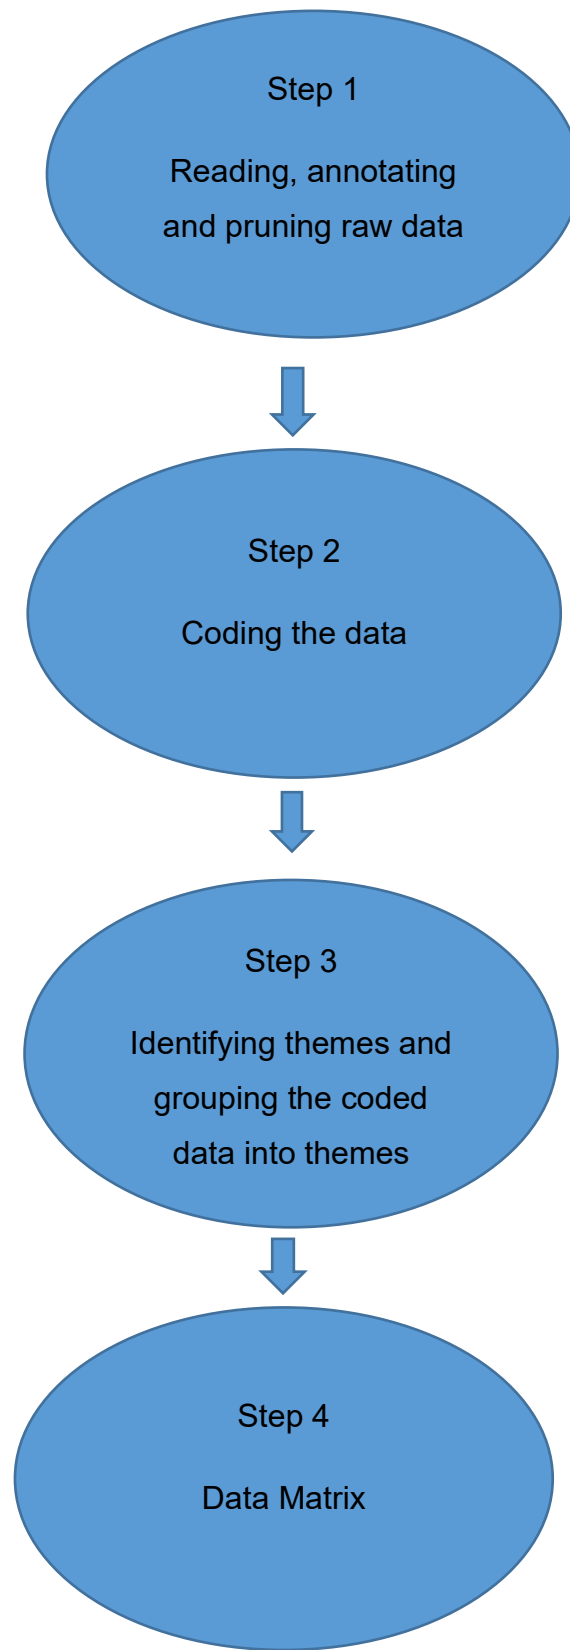 Step 1
Reading, annotating
and pruning raw data
Step 2
Coding the data
Step 3
Identifying themes and
grouping the coded
data into themes
Step 4
Data Matrix